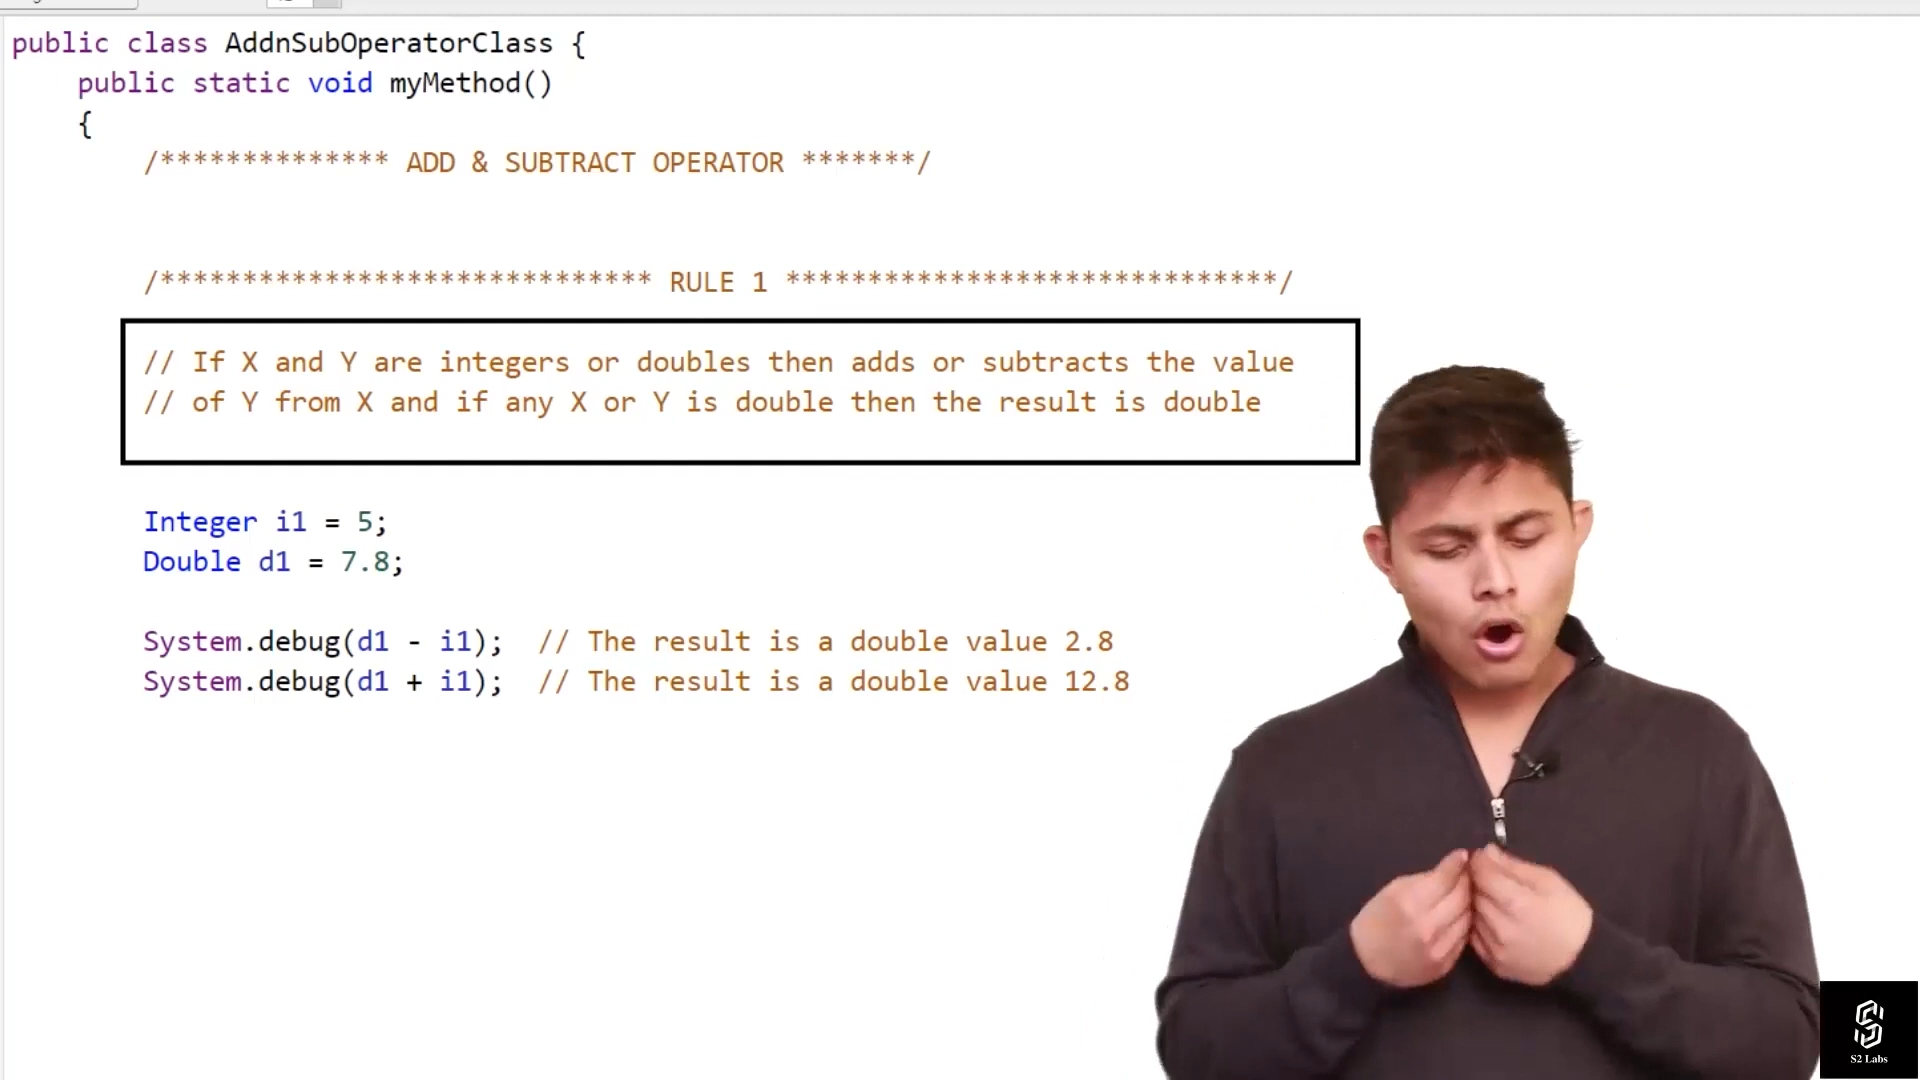 public class AddnSubOperatorClass {
public static void myMethod()
{
/************** ADD & SUBTRACT OPERATOR *******/
/****************************** RULE 1 ******************************/
// If X and Y are integers or doubles then adds or subtracts the value
// of Y from X and if any X or Y is double then the result is double
Integer i1 = 5;
Double d1 = 7.8;
System.debug(d1 - i1);  // The result is a double value 2.8
System.debug(d1 + i1);  // The result is a double value 12.8
S2 Labs